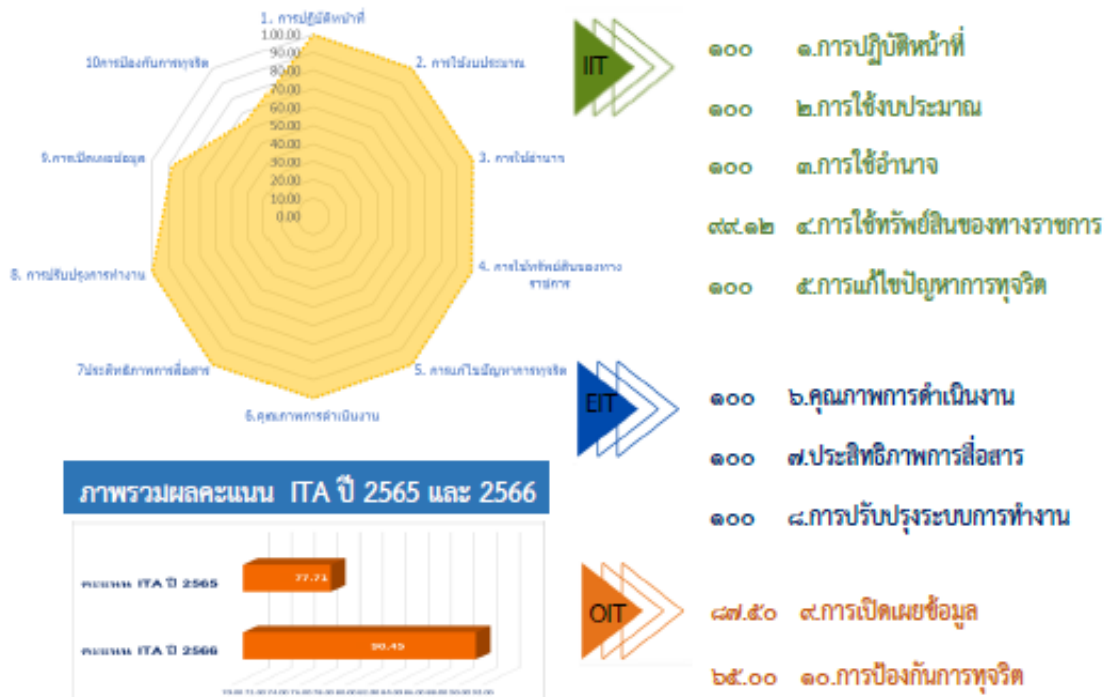 1. การปฏิบัติหน้าที่
100.00
90.00
80.00
70.00
60.00
50.00
40.00
30.00
20.00
10.00
0.00
2. การใช้งบประมาณ
3. การใช้อำนาจ
4. การใช้ทรัพย์สินของทาง
ราชการ
5. การแก้ไขปัญหาการทุจริต
6.คุณภาพการดำเนินงาน
7ประสิทธิภาพการสื่อสาร
8. การปรับปรุงการทำงาน
9.การเปิดเผยข้อมูล
10การป้องกันการทุจริต
IIT
๑๐๐ ๑.การปฏิบัติหน้าที่
๑๐๐ ๒.การใช้งบประมาณ
๑๐๐ ๓.การใช้อำนาจ
๙๙.๑๒ ๔.การใช้ทรัพย์สินของทางราชการ
๑๐๐ ๕.การแก้ไขปัญหาการทุจริต
EIT
๑๐๐ ๖.คุณภาพการดำเนินงาน
๑๐๐ ๗.ประสิทธิภาพการสื่อสาร
๑๐๐ ๘.การปรับปรุงระบบการทำงาน
OIT
๘๗.๕๐ ๙.การเปิดเผยข้อมูล
๖๕.๐๐ ๑๐.การป้องกันการทุจริต
ภาพรวมผลคะแนน ITA ปี 2565 และ 2566
คะแนน ITA ปี 2565
77.71
คะแนน ITA ปี 2566
90.45